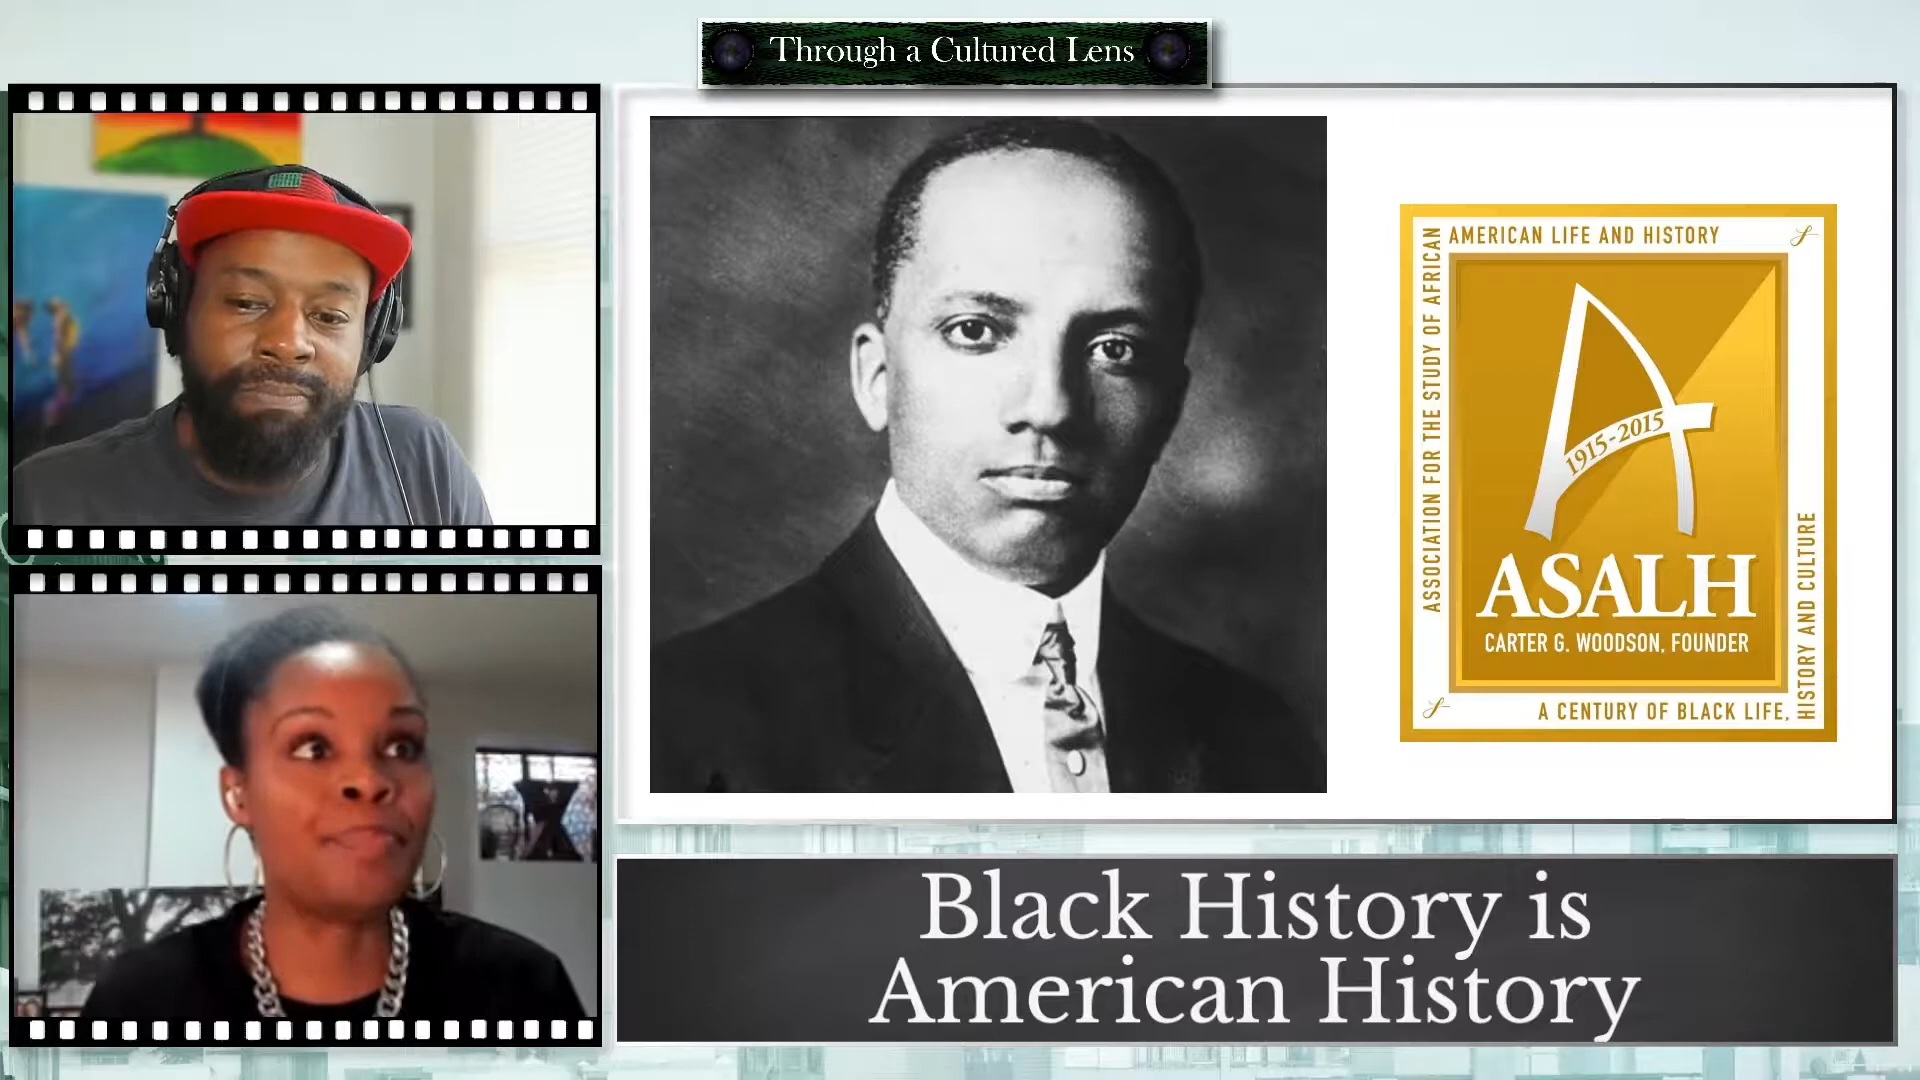 Through a Cultured Lens
ASSOCIATION FOR THE STUDY OF AFRICAN
AMERICAN LIFE AND HISTORY
1915-2015
ASALH
CARTER G. WOODSON, FOUNDER
A CENTURY OF BLACK LIFE,
HISTORY AND CULTURE
Black History is
American History